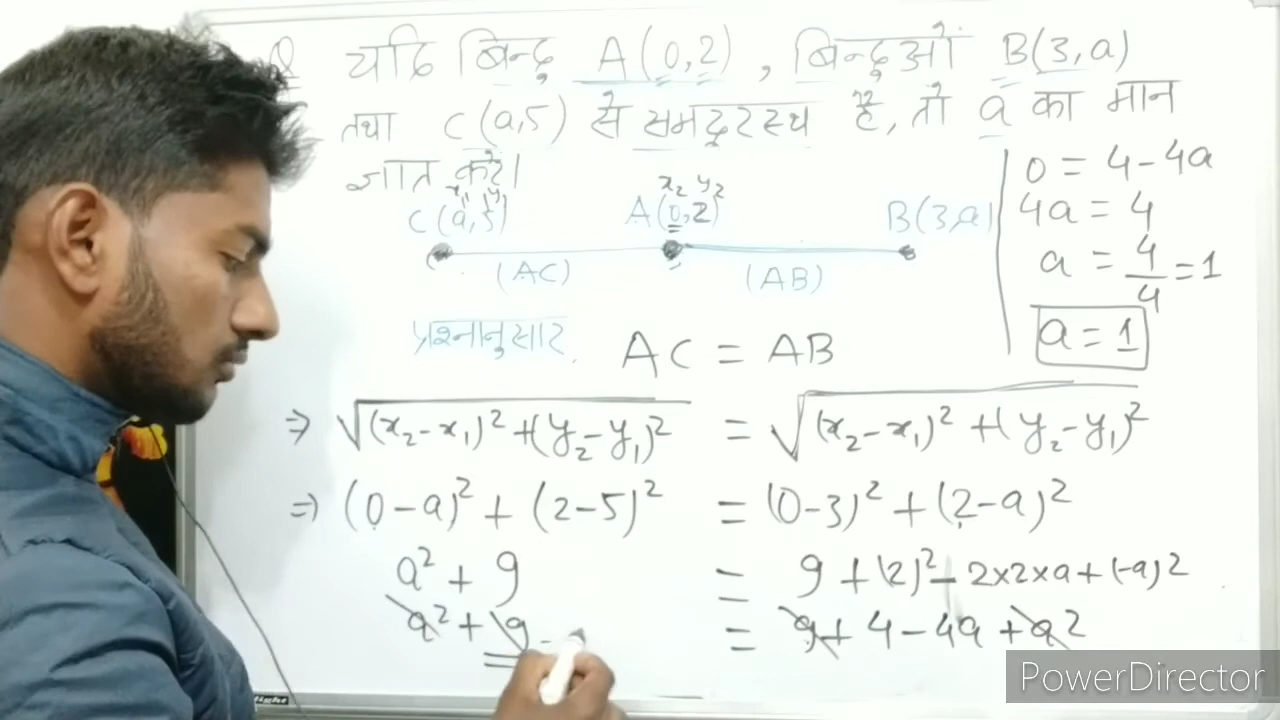 Q यदि बिन्दु A(0,2), बिन्दुओं B(3,a)
तथा C(a,5) से समदूरस्थ है, तो a का मान
ज्ञात करें।
x₁ y₁ x₂ y₂
C(a,5) A(0,2) B(3,a)
(AC) (AB)
प्रश्नानुसार, AC = AB
⇒ √(x₂-x₁)²+(y₂-y₁)² = √(x₂-x₁)²+(y₂-y₁)²
⇒ (0-a)² + (2-5)² = (0-3)² + (2-a)²
a² + 9 = 9 + (2)² - 2×2×a + (-a)²
a² + 9 = 9 + 4 - 4a + a²
0 = 4-4a
4a = 4
a = 4/4 = 1
a = 1
light
PowerDirector